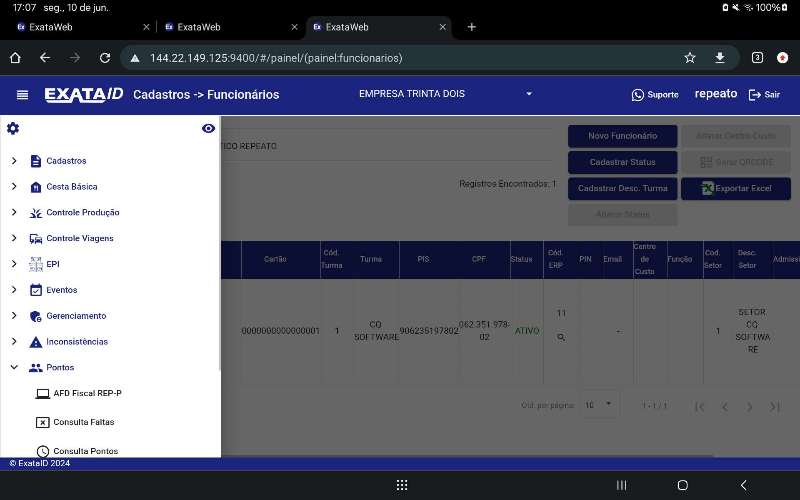 17:07 seg., 10 de jun.
100%
ExataWeb
ExataWeb
ExataWeb
144.22.149.125:9400/#/painel/(painel:funcionarios)
3
EXATAID Cadastros -> Funcionários
EMPRESA TRINTA DOIS
Suporte
repeato
Sair
Cadastros
Cesta Básica
Controle Produção
Controle Viagens
EPI
Eventos
Gerenciamento
Inconsistências
Pontos
AFD Fiscal REP-P
Consulta Faltas
Consulta Pontos
ICO REPEATO
Registros Encontrados: 1
Novo Funcionário
Alterar Centro Custo
Cadastrar Status
Gerar QRCODE
Cadastrar Desc. Turma
Exportar Excel
Alterar Status
Cartão
Cód. Turma
Turma
PIS
CPF
Status
Cód. ERP
PIN
Email
Centro de Custo
Função
Cod. Setor
Desc. Setor
Admiss
0000000000000001
1
CQ SOFTWARE
906235197802
062.351.978-02
ATIVO
11
-
1
SETOR CQ SOFTWARE
Qtd. por página:
10
1 - 1 / 1
© ExataID 2024